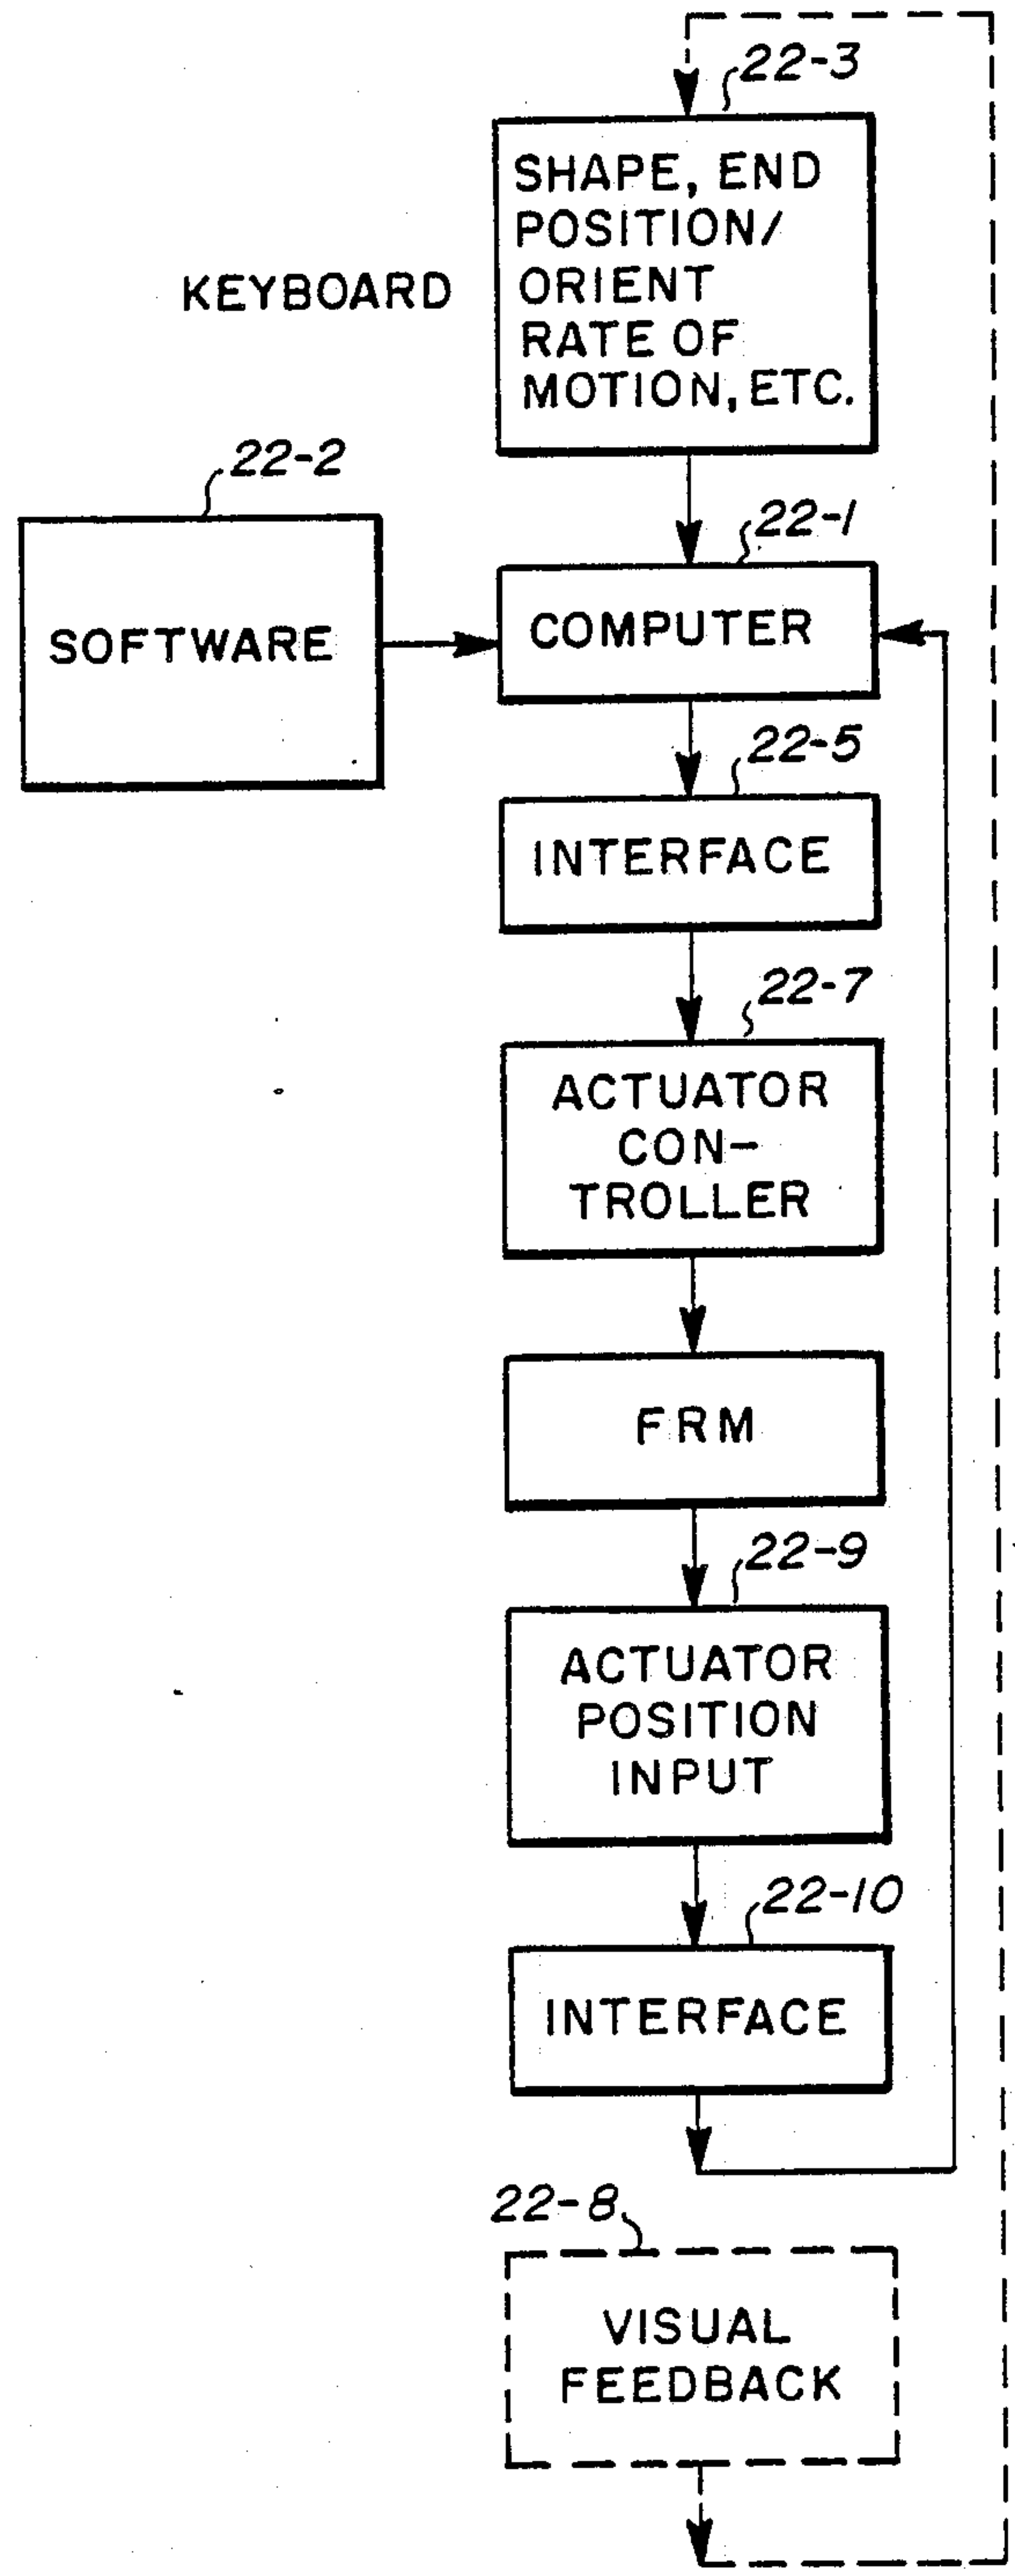 22-3
SHAPE, END
POSITION/
ORIENT
RATE OF
MOTION, ETC.
KEYBOARD
22-2
SOFTWARE
22-1
COMPUTER
22-5
INTERFACE
22-7
ACTUATOR
CON-
TROLLER
FRM
22-9
ACTUATOR
POSITION
INPUT
22-10
INTERFACE
22-8
VISUAL
FEEDBACK